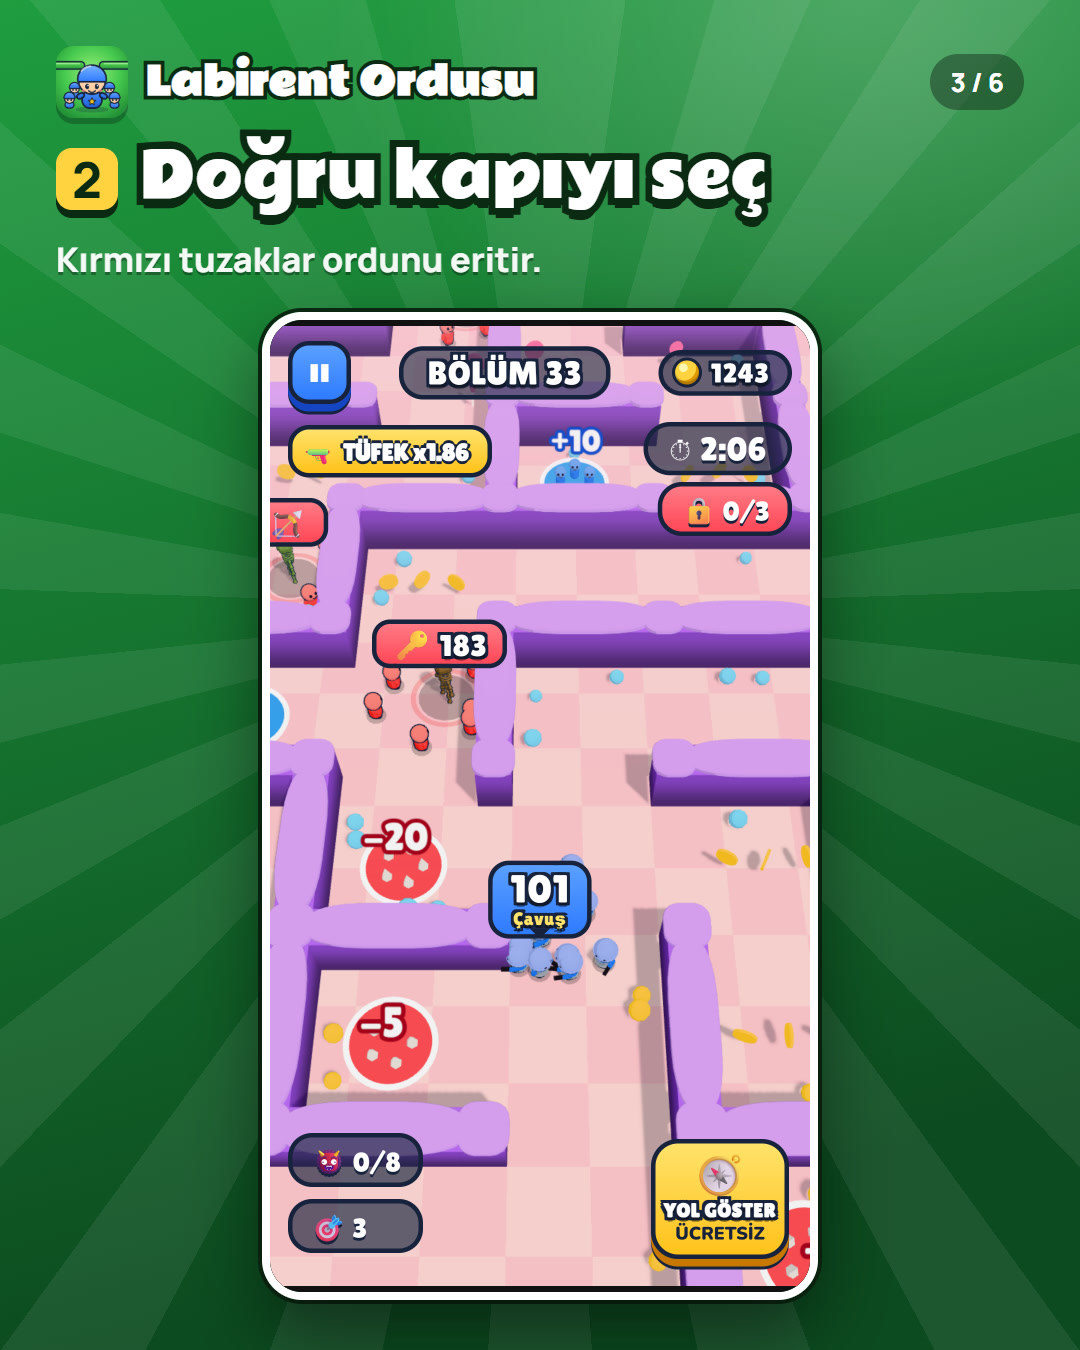 Labirent Ordusu
3 / 6
2 Doğru kapıyı seç
Kırmızı tuzaklar ordunu eritir.
BÖLÜM 33
1243
TÜFEK x1.86
+10
2:06
0/3
183
-20
101
Çavuş
-5
0/8
3
YOL GÖSTER
ÜCRETSİZ